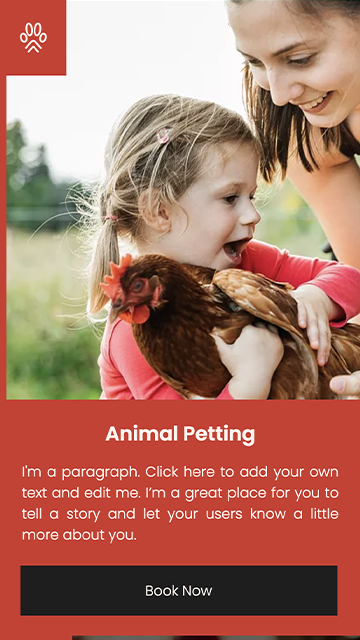 Animal Petting
I'm a paragraph. Click here to add your own
text and edit me. I'm a great place for you to
tell a story and let your users know a little
more about you.
Book Now